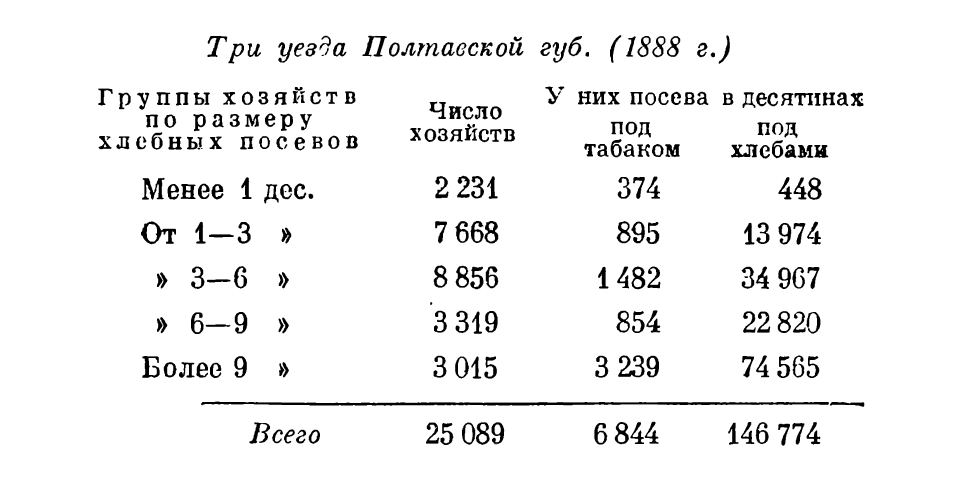 Три уезда Полтавской губ. (1888 г.)
Группы хозяйств по размеру хлебных посевов Число хозяйств У них посева в десятинах
под табаком под хлебами
Менее 1 дес. 2 231 374 448
От 1—3 » 7 668 895 13 974
» 3—6 » 8 856 1 482 34 967
» 6—9 » 3 319 854 22 820
Более 9 » 3 015 3 239 74 565
Всего 25 089 6 844 146 774